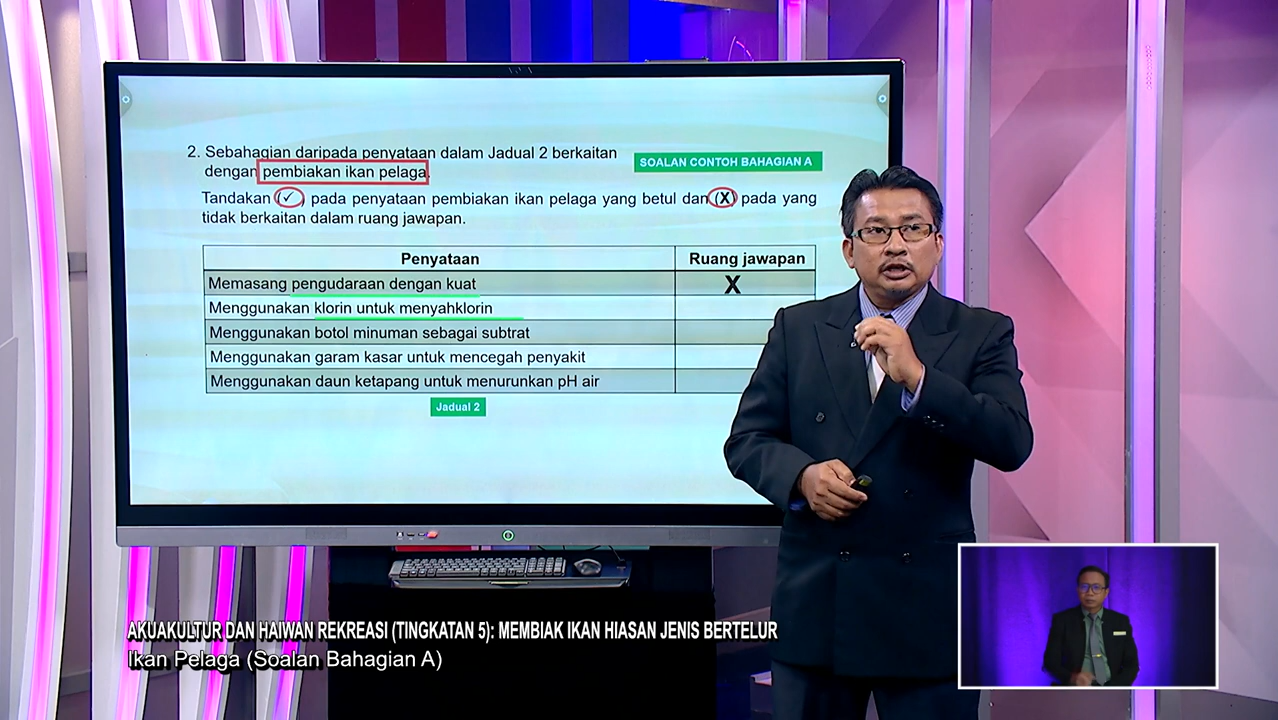 2. Sebahagian daripada penyataan dalam Jadual 2 berkaitan
dengan pembiakan ikan pelaga.
SOALAN CONTOH BAHAGIAN A
Tandakan (✓) pada penyataan pembiakan ikan pelaga yang betul dan (X) pada yang
tidak berkaitan dalam ruang jawapan.
Penyataan Ruang jawapan
Memasang pengudaraan dengan kuat X
Menggunakan klorin untuk menyahklorin
Menggunakan botol minuman sebagai subtrat
Menggunakan garam kasar untuk mencegah penyakit
Menggunakan daun ketapang untuk menurunkan pH air
Jadual 2
AKUAKULTUR DAN HAIWAN REKREASI (TINGKATAN 5): MEMBIAK IKAN HIASAN JENIS BERTELUR
Ikan Pelaga (Soalan Bahagian A)